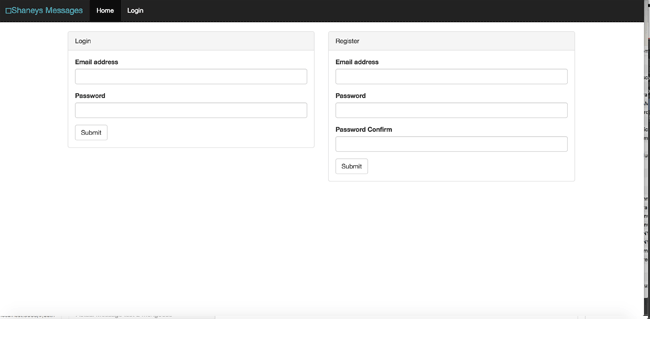 Shaneys Messages Home Login
Login
Email address
Password
Submit
Register
Email address
Password
Password Confirm
Submit